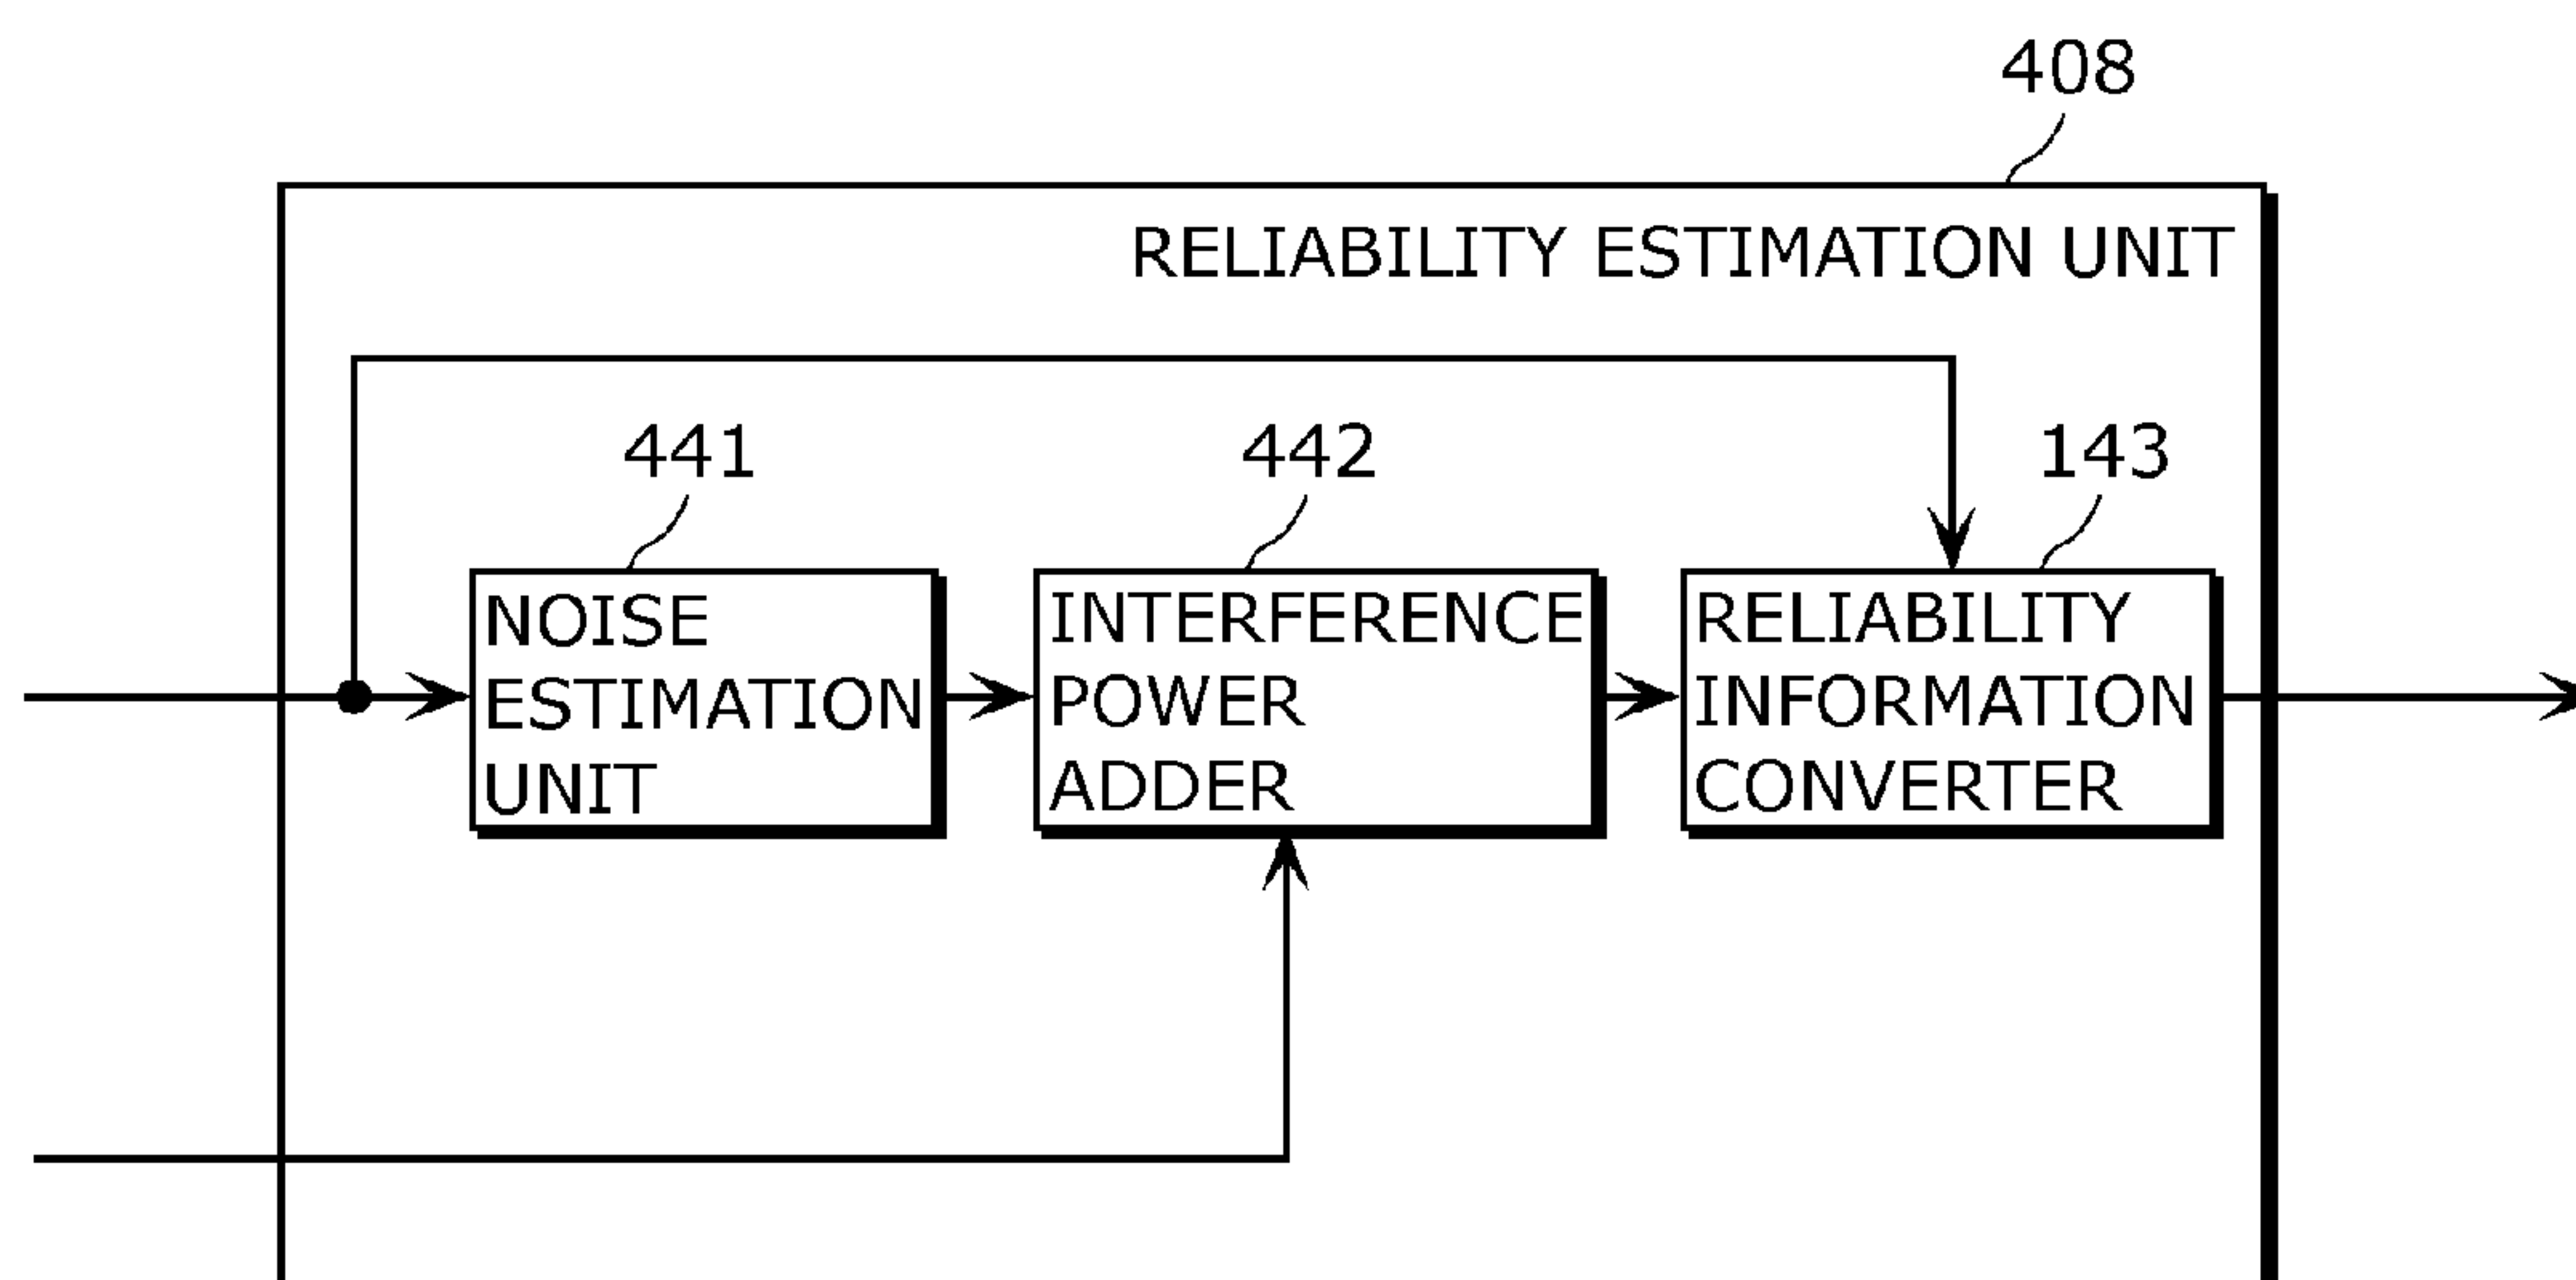 408
RELIABILITY ESTIMATION UNIT
441
442
143
NOISE
ESTIMATION
UNIT
INTERFERENCE
POWER
ADDER
RELIABILITY
INFORMATION
CONVERTER